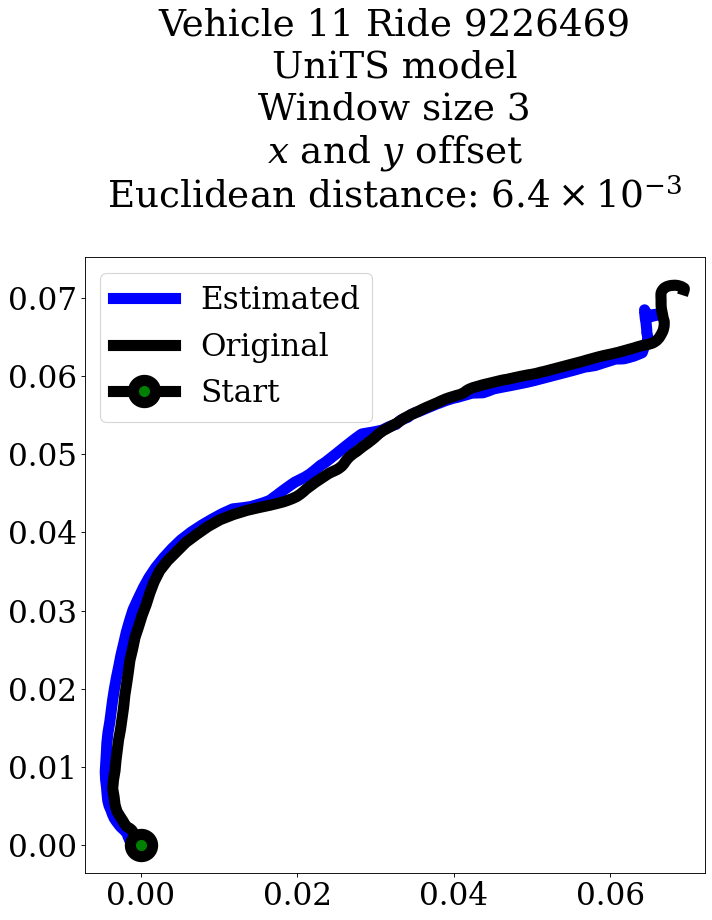 Vehicle 11 Ride 9226469
UniTS model
Window size 3
x and y offset
Euclidean distance: 6.4 × 10⁻³
Estimated
Original
Start
0.07
0.06
0.05
0.04
0.03
0.02
0.01
0.00
0.00 0.02 0.04 0.06